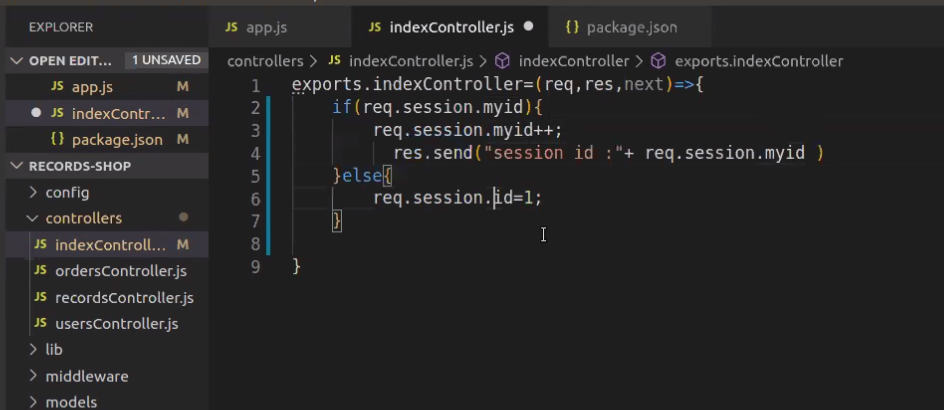 EXPLORER
JS app.js
JS indexController.js
{} package.json
OPEN EDIT... 1 UNSAVED
controllers > JS indexController.js > indexController > exports.indexController
JS app.js M
JS indexContr... M
{} package.json M
RECORDS-SHOP
config
controllers
JS indexControll... M
JS ordersController.js
JS recordsController.js
JS usersController.js
lib
middleware
models
1 exports.indexController=(req,res,next)=>{
2 if(req.session.myid){
3 req.session.myid++;
4 res.send("session id :"+ req.session.myid )
5 }else{
6 req.session.id=1;
7 }
8
9 }